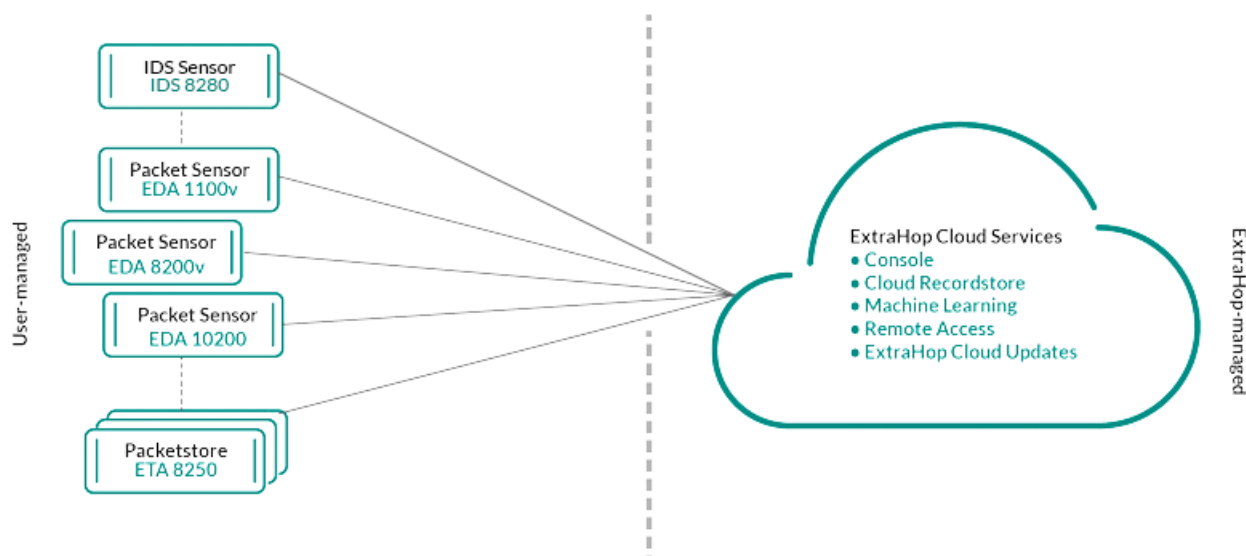 User-managed
IDS Sensor
IDS 8280
Packet Sensor
EDA 1100v
Packet Sensor
EDA 8200v
Packet Sensor
EDA 10200
Packetstore
ETA 8250
ExtraHop Cloud Services
• Console
• Cloud Recordstore
• Machine Learning
• Remote Access
• ExtraHop Cloud Updates
ExtraHop-managed